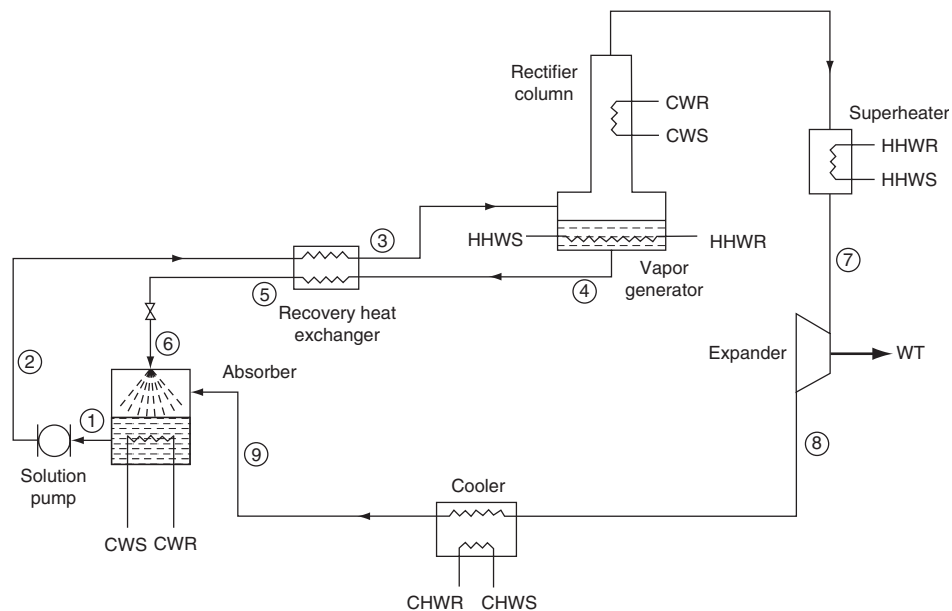 Rectifier
column
CWR
CWS
Superheater
HHWR
HHWS
HHWS
HHWR
Vapor
generator
③
④
⑤
Recovery heat
exchanger
⑦
Expander
WT
②
⑥
Absorber
①
Solution
pump
⑨
⑧
Cooler
CWS CWR
CHWR CHWS